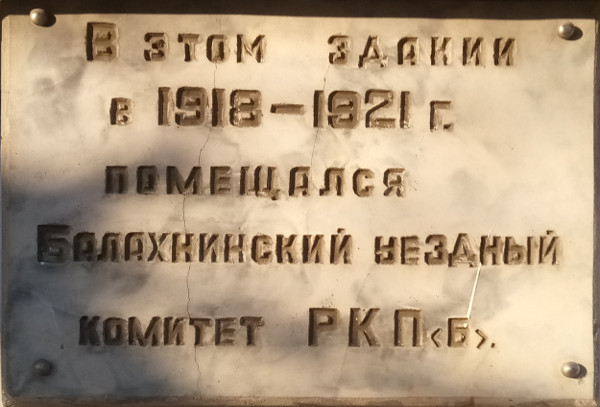 В этом здании
в 1918-1921 г.
помещался
Балахнинский уездный
комитет РКП<Б>.